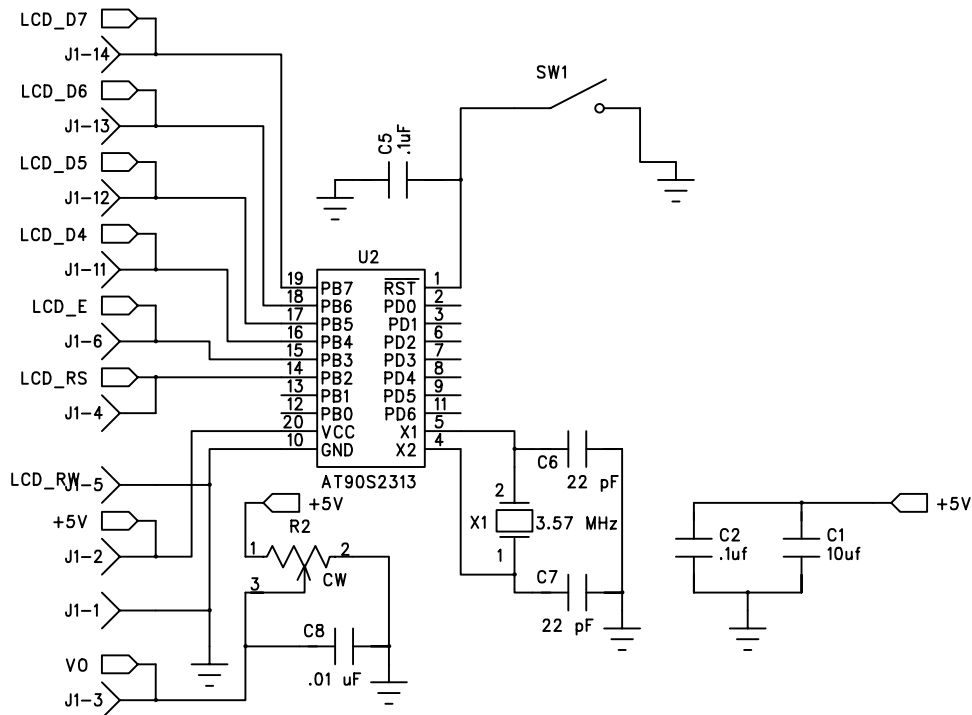 LCD_D7
J1-14
LCD_D6
J1-13
LCD_D5
J1-12
LCD_D4
J1-11
LCD_E
J1-6
LCD_RS
J1-4
LCD_RW
J1-5
+5V
J1-2
J1-1
VO
J1-3
SW1
C5
.1uF
U2
19 PB7 RST 1
18 PB6 PD0 2
17 PB5 PD1 3
16 PB4 PD2 6
15 PB3 PD3 7
14 PB2 PD4 8
13 PB1 PD5 9
12 PB0 PD6 11
20 VCC X1 5
10 GND X2 4
AT90S2313
+5V
R2
1
2
CW
3
C8
.01 uF
C6
22 pF
2
X1
3.57 MHz
1
C7
22 pF
+5V
C2
.1uf
C1
10uf